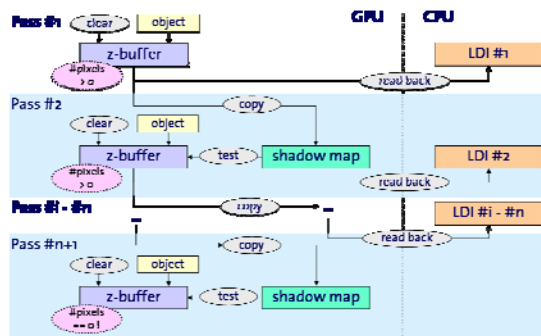 Pass #1
clear
object
GPU
CPU
z-buffer
LDI #1
#pixels
> 0
read back
Pass #2
copy
clear
object
z-buffer
test
shadow map
LDI #2
#pixels
> 0
read back
Pass #i - #n
copy
LDI #i - #n
Pass #n+1
copy
read back
clear
object
z-buffer
test
shadow map
#pixels
== 0 !